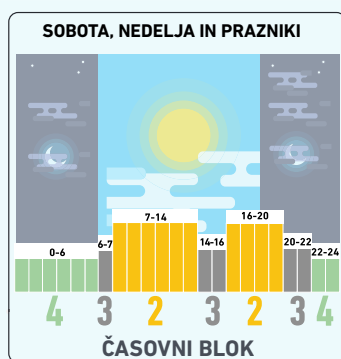 SOBOTA, NEDELJA IN PRAZNIKI
0-6 6-7 7-14 14-16 16-20 20-22 22-24
4 3 2 3 2 3 4
ČASOVNI BLOK